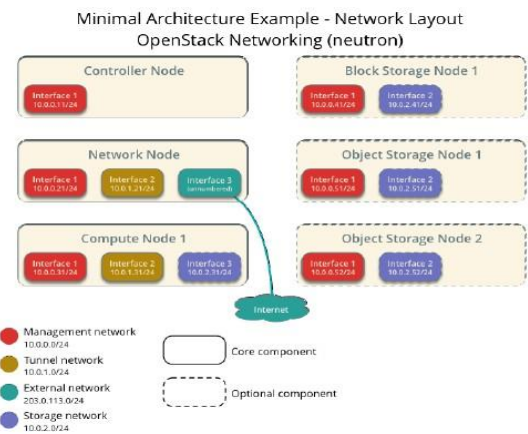 Minimal Architecture Example - Network Layout
OpenStack Networking (neutron)
Controller Node
Interface 1
10.0.0.11/24
Network Node
Interface 1
10.0.0.21/24
Interface 2
10.0.1.21/24
Interface 3
(unnumbered)
Compute Node 1
Interface 1
10.0.0.31/24
Interface 2
10.0.1.31/24
Interface 3
10.0.2.31/24
Block Storage Node 1
Interface 1
10.0.0.41/24
Interface 2
10.0.2.41/24
Object Storage Node 1
Interface 1
10.0.0.51/24
Interface 2
10.0.2.51/24
Object Storage Node 2
Interface 1
10.0.0.52/24
Interface 2
10.0.2.52/24
Internet
Management network
10.0.0.0/24
Tunnel network
10.0.1.0/24
External network
203.0.113.0/24
Storage network
10.0.2.0/24
Core component
Optional component